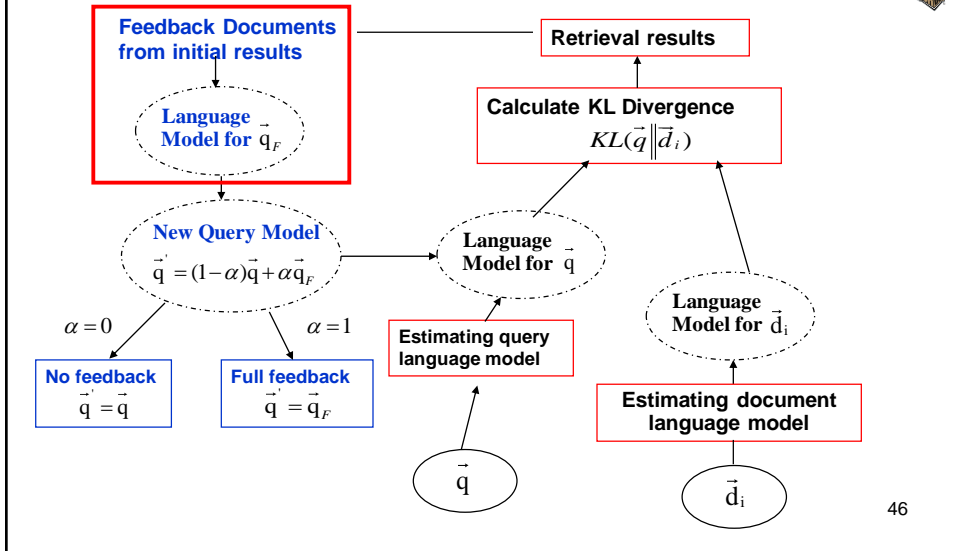 Feedback Documents
from initial results
Language
Model for q⃗_F
New Query Model
q⃗' = (1−α)q⃗ + αq⃗_F
α = 0
α = 1
No feedback
q⃗' = q⃗
Full feedback
q⃗' = q⃗_F
Retrieval results
Calculate KL Divergence
KL(q⃗ || d⃗_i)
Language
Model for q⃗
Estimating query
language model
q⃗
Language
Model for d⃗_i
Estimating document
language model
d⃗_i
46